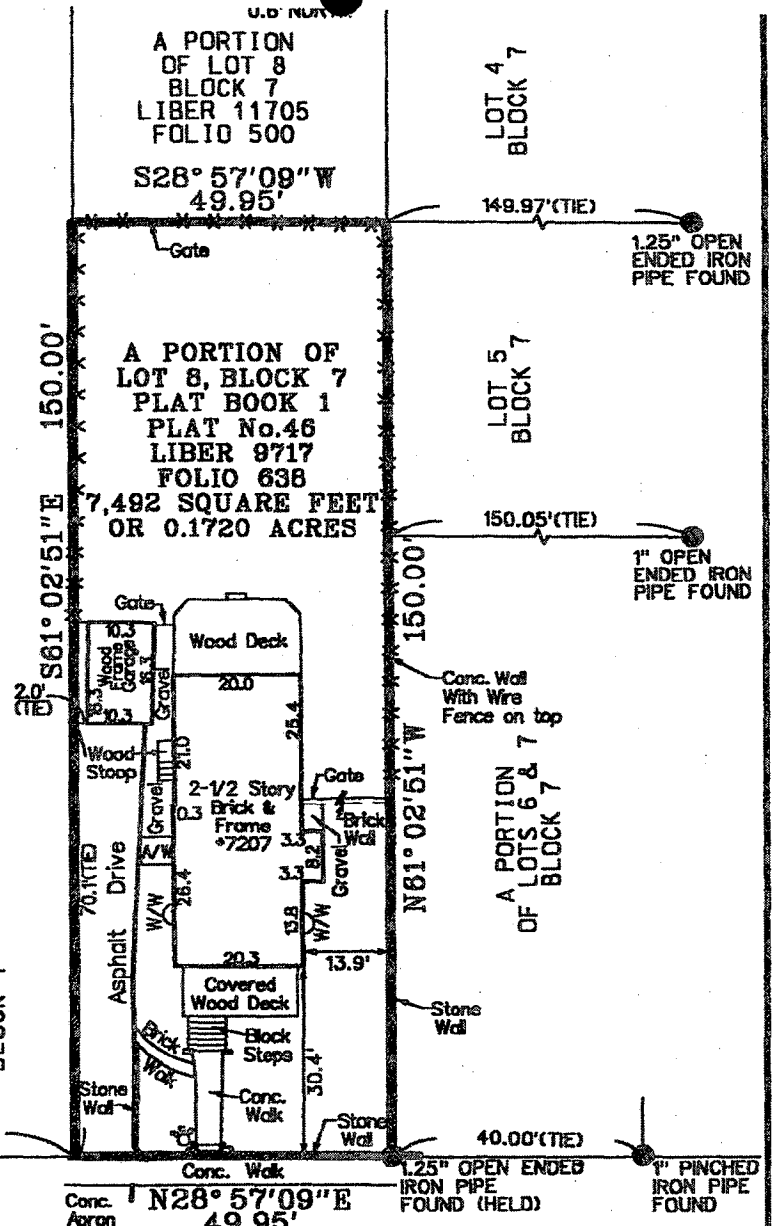 0.6' NORTH
A PORTION
OF LOT 8
BLOCK 7
LIBER 11705
FOLIO 500
LOT 4
BLOCK 7
S28°57'09"W
49.95'
149.97'(TIE)
Gate
1.25" OPEN
ENDED IRON
PIPE FOUND
150.00'
S61°02'51"E
A PORTION OF
LOT 8, BLOCK 7
PLAT BOOK 1
PLAT No.46
LIBER 9717
FOLIO 638
7,492 SQUARE FEET
OR 0.1720 ACRES
LOT 5
BLOCK 7
150.05'(TIE)
1" OPEN
ENDED IRON
PIPE FOUND
150.00'
N61°02'51"W
Gate
10.3
Wood
Frame
Garage
16.3
10.3
Gravel
Wood Deck
20.0
25.4
Conc. Wall
With Wire
Fence on top
2.0'
(TIE)
Wood
Stoop
21.0
2-1/2 Story
Brick &
Frame
*7207
Gate
Brick
Wall
Gravel
0.3
3.3
8.2
3.3
Gravel
A/W
26.4
W/W
13.8
W/W
A PORTION
OF LOTS 6 & 7
BLOCK 7
70.1'(TIE)
Asphalt Drive
20.3
13.9'
Covered
Wood Deck
Stone
Wall
Brick
Walk
Block
Steps
30.4'
Stone
Wall
Conc.
Walk
Stone
Wall
40.00'(TIE)
Conc. Walk
1.25" OPEN ENDED
IRON PIPE
FOUND (HELD)
1" PINCHED
IRON PIPE
FOUND
Conc.
Apron
N28°57'09"E
49.95'